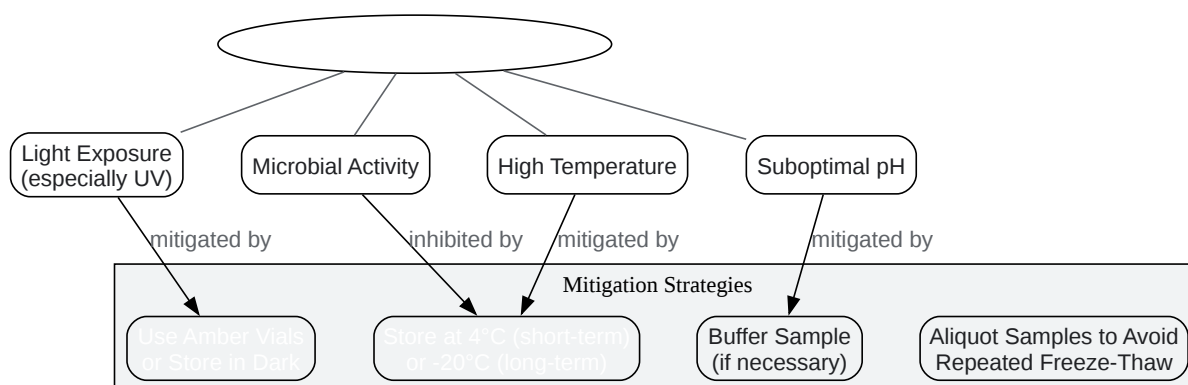 Light Exposure
(especially UV)
Microbial Activity
High Temperature
Suboptimal pH
mitigated by
inhibited by
mitigated by
mitigated by
Mitigation Strategies
Use Amber Vials
or Store in Dark
Store at 4°C (short-term)
or -20°C (long-term)
Buffer Sample
(if necessary)
Aliquot Samples to Avoid
Repeated Freeze-Thaw